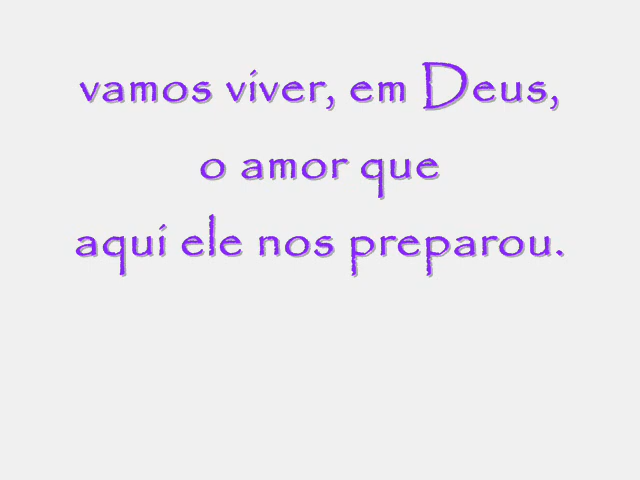 vamos viver, em Deus,
o amor que
aqui ele nos preparou.